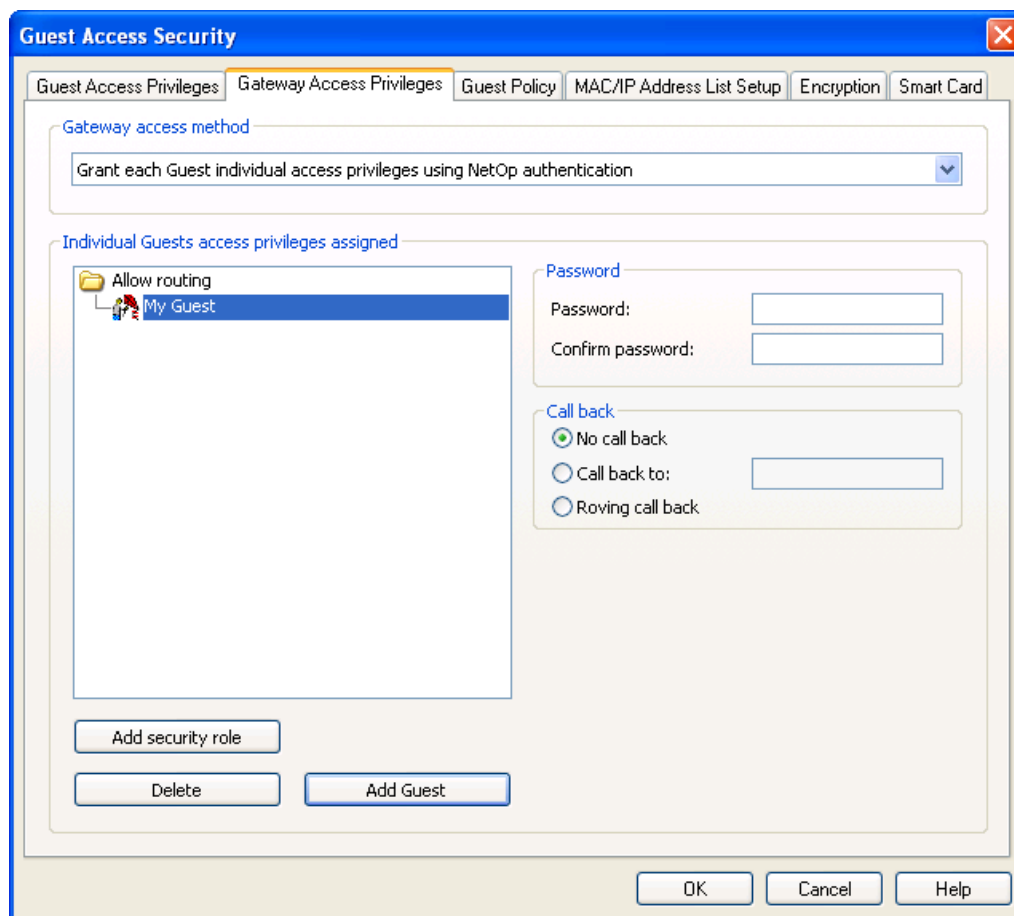 Guest Access Security
Guest Access Privileges
Gateway Access Privileges
Guest Policy
MAC/IP Address List Setup
Encryption
Smart Card
Gateway access method
Grant each Guest individual access privileges using NetOp authentication
Individual Guests access privileges assigned
Allow routing
My Guest
Password
Password:
Confirm password:
Call back
No call back
Call back to:
Roving call back
Add security role
Delete
Add Guest
OK
Cancel
Help